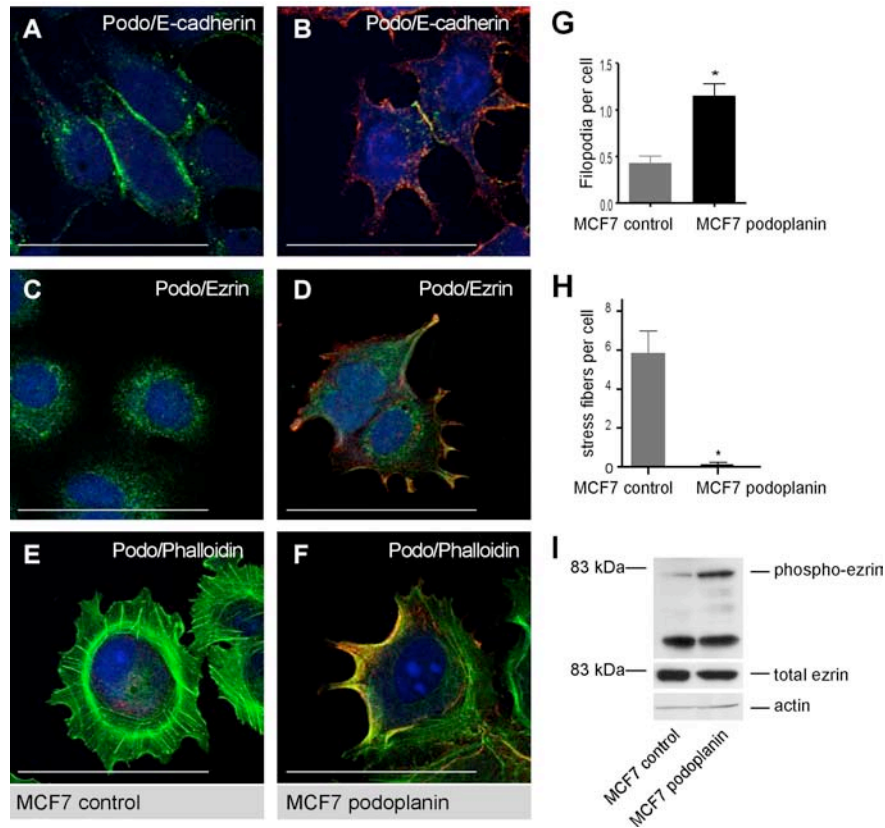 A Podo/E-cadherin
B Podo/E-cadherin
C Podo/Ezrin
D Podo/Ezrin
E Podo/Phalloidin
F Podo/Phalloidin
MCF7 control
MCF7 podoplanin
G
Filopodia per cell
1.5
1.0
0.5
0.0
*
MCF7 control
MCF7 podoplanin
H
stress fibers per cell
8
6
4
2
0
*
MCF7 control
MCF7 podoplanin
I
83 kDa
phospho-ezrin
83 kDa
total ezrin
actin
MCF7 control
MCF7 podoplanin